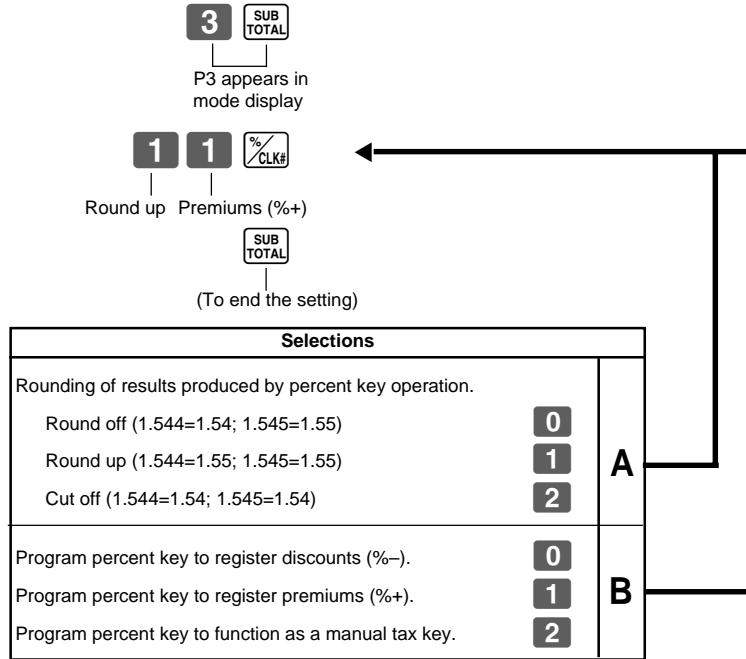 3 SUB TOTAL
P3 appears in
mode display
1 1 %/CLK#
Round up Premiums (%+)
SUB TOTAL
(To end the setting)
Selections
Rounding of results produced by percent key operation.
Round off (1.544=1.54; 1.545=1.55) 0
Round up (1.544=1.55; 1.545=1.55) 1
Cut off (1.544=1.54; 1.545=1.54) 2
A
Program percent key to register discounts (%–). 0
Program percent key to register premiums (%+). 1
Program percent key to function as a manual tax key. 2
B